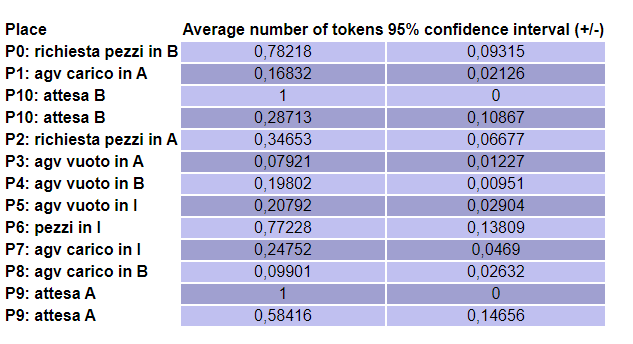 Place Average number of tokens 95% confidence interval (+/-)
P0: richiesta pezzi in B 0,78218 0,09315
P1: agv carico in A 0,16832 0,02126
P10: attesa B 1 0
P10: attesa B 0,28713 0,10867
P2: richiesta pezzi in A 0,34653 0,06677
P3: agv vuoto in A 0,07921 0,01227
P4: agv vuoto in B 0,19802 0,00951
P5: agv vuoto in I 0,20792 0,02904
P6: pezzi in I 0,77228 0,13809
P7: agv carico in I 0,24752 0,0469
P8: agv carico in B 0,09901 0,02632
P9: attesa A 1 0
P9: attesa A 0,58416 0,14656